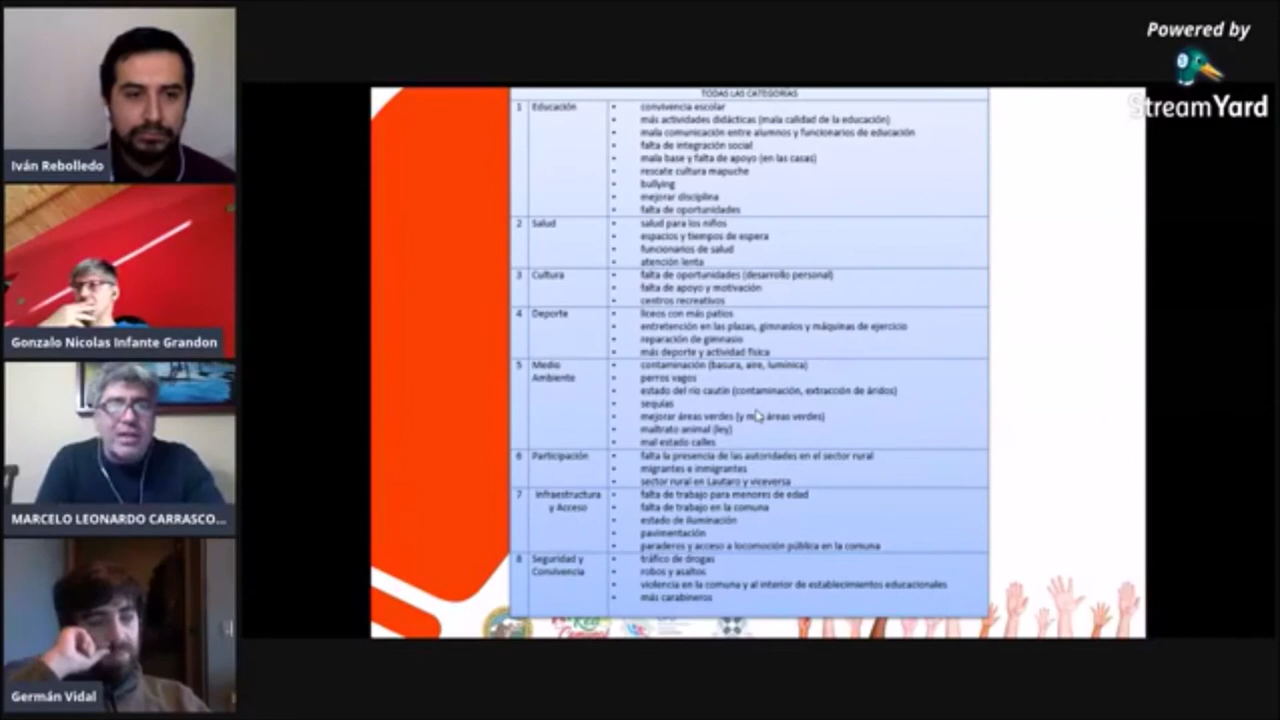 Powered by
StreamYard
Iván Rebolledo
Gonzalo Nicolas Infante Grandon
MARCELO LEONARDO CARRASCO...
Germán Vidal
TODAS LAS CATEGORÍAS
1 Educación
• convivencia escolar
• más actividades didácticas (mala calidad de la educación)
• mala comunicación entre alumnos y funcionarios de educación
• falta de integración social
• mala base y falta de apoyo (en las casas)
• rescate cultura mapuche
• bullying
• mejorar disciplina
• falta de oportunidades
2 Salud
• salud para los niños
• espacios y tiempos de espera
• funcionarios de salud
• atención lenta
3 Cultura
• falta de oportunidades (desarrollo personal)
• falta de apoyo y motivación
• centros recreativos
4 Deporte
• liceos con más patios
• entretención en las plazas, gimnasios y máquinas de ejercicio
• reparación de gimnasio
• más deporte y actividad física
5 Medio
Ambiente
• contaminación (basura, aire, lumínica)
• perros vagos
• estado del río cautín (contaminación, extracción de áridos)
• sequías
• mejorar áreas verdes (y más áreas verdes)
• maltrato animal (ley)
• mal estado calles
6 Participación
• falta la presencia de las autoridades en el sector rural
• migrantes e inmigrantes
• sector rural en Lautaro y viceversa
7 Infraestructura
y Acceso
• falta de trabajo para menores de edad
• falta de trabajo en la comuna
• estado de iluminación
• pavimentación
• paraderos y acceso a locomoción pública en la comuna
8 Seguridad y
Convivencia
• tráfico de drogas
• robos y asaltos
• violencia en la comuna y al interior de establecimientos educacionales
• más carabineros